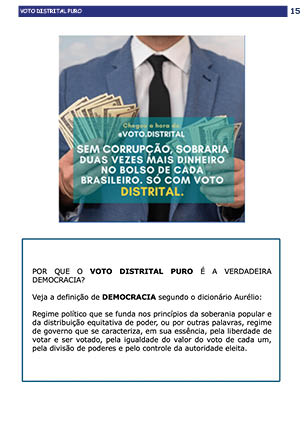 VOTO DISTRITAL PURO
15
Chegou a hora do
#VOTO.DISTRITAL
SEM CORRUPÇÃO, SOBRARIA
DUAS VEZES MAIS DINHEIRO
NO BOLSO DE CADA
BRASILEIRO. SÓ COM VOTO
DISTRITAL.
POR QUE O VOTO DISTRITAL PURO É A VERDADEIRA
DEMOCRACIA?
Veja a definição de DEMOCRACIA segundo o dicionário Aurélio:
Regime político que se funda nos princípios da soberania popular e
da distribuição equitativa de poder, ou por outras palavras, regime
de governo que se caracteriza, em sua essência, pela liberdade de
votar e ser votado, pela igualdade do valor do voto de cada um,
pela divisão de poderes e pelo controle da autoridade eleita.